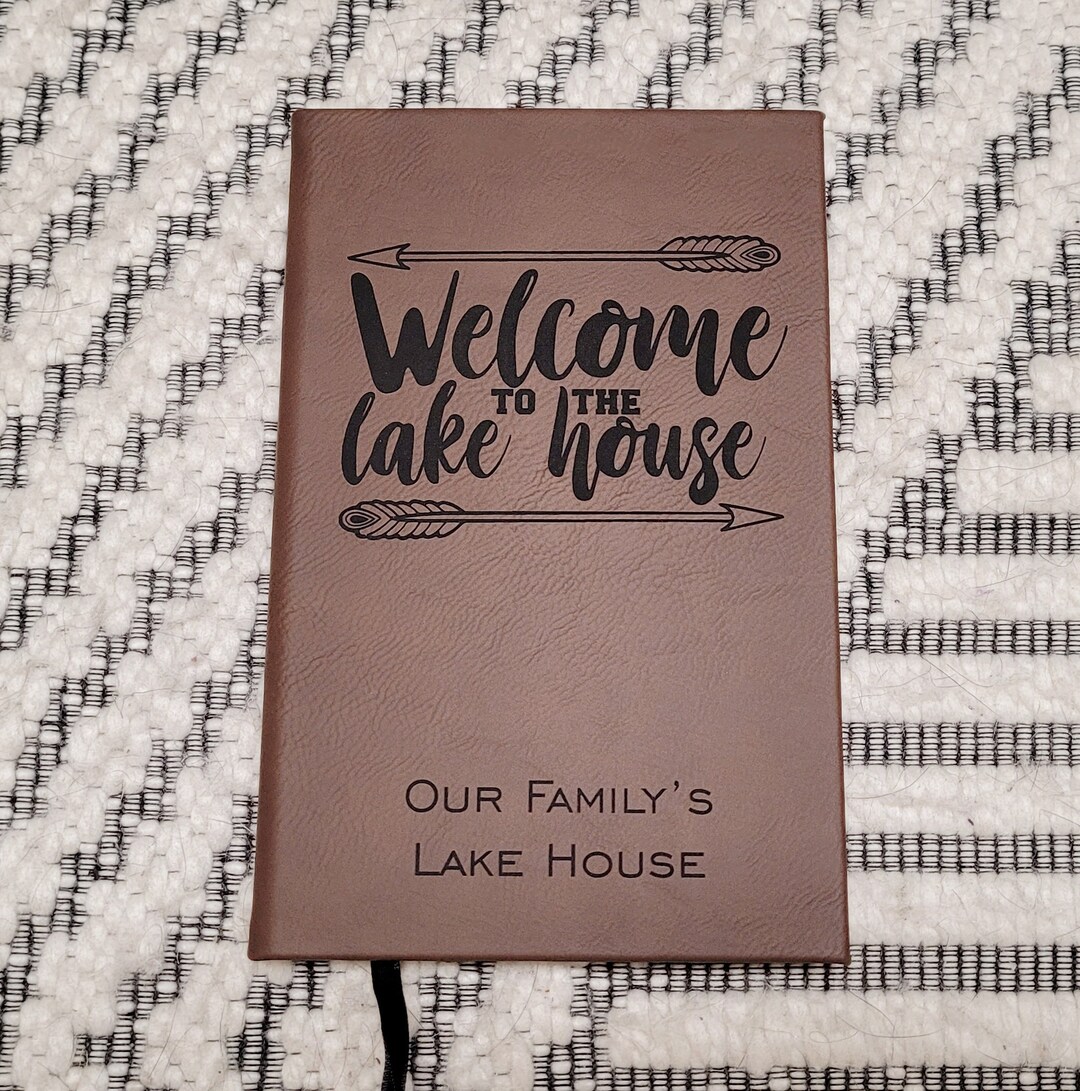 Welcome
TO THE
lake house
OUR FAMILY'S
LAKE HOUSE